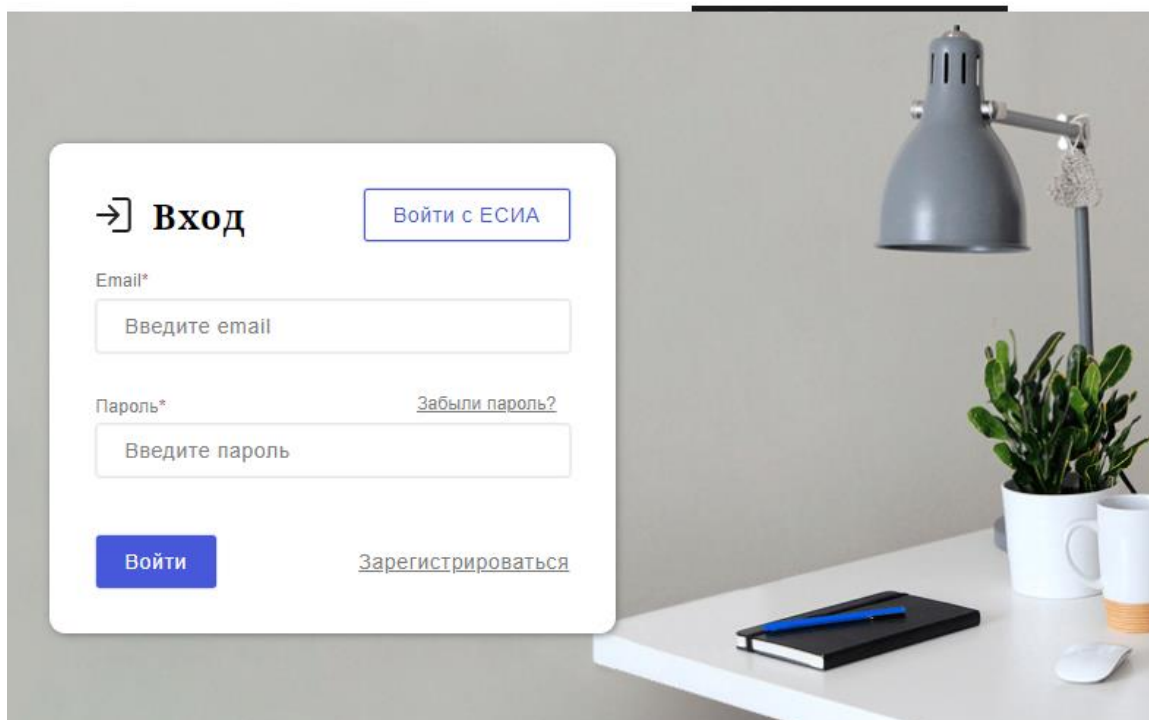 Вход
Войти с ЕСИА
Email*
Введите email
Пароль*
Забыли пароль?
Введите пароль
Войти
Зарегистрироваться